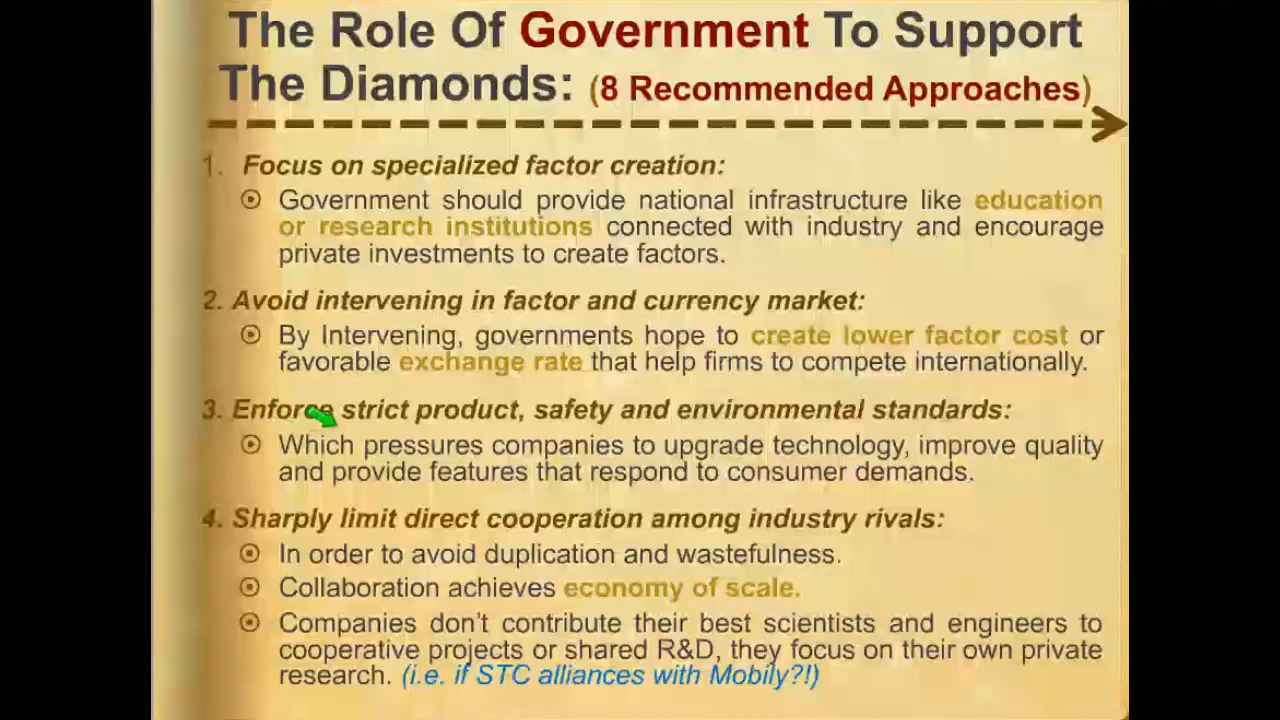 The Role Of Government To Support
The Diamonds: (8 Recommended Approaches)
1. Focus on specialized factor creation:
Government should provide national infrastructure like education
or research institutions connected with industry and encourage
private investments to create factors.
2. Avoid intervening in factor and currency market:
By Intervening, governments hope to create lower factor cost or
favorable exchange rate that help firms to compete internationally.
3. Enforce strict product, safety and environmental standards:
Which pressures companies to upgrade technology, improve quality
and provide features that respond to consumer demands.
4. Sharply limit direct cooperation among industry rivals:
In order to avoid duplication and wastefulness.
Collaboration achieves economy of scale.
Companies don't contribute their best scientists and engineers to
cooperative projects or shared R&D, they focus on their own private
research. (i.e. if STC alliances with Mobily?!)